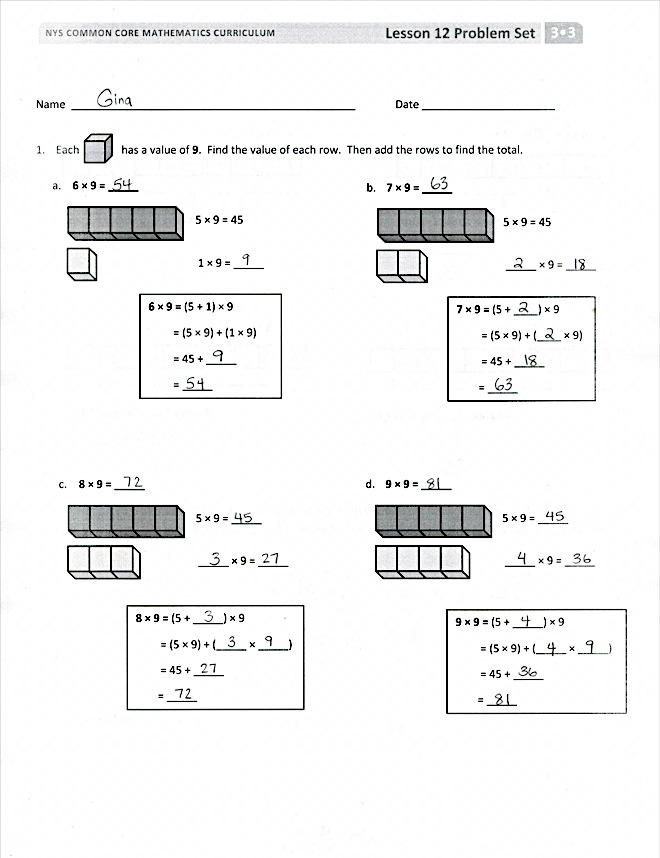 NYS COMMON CORE MATHEMATICS CURRICULUM Lesson 12 Problem Set 3•3
Name Gina Date
1. Each has a value of 9. Find the value of each row. Then add the rows to find the total.
a. 6 × 9 = 54
5 × 9 = 45
1 × 9 = 9
6 × 9 = (5 + 1) × 9
= (5 × 9) + (1 × 9)
= 45 + 9
= 54
b. 7 × 9 = 63
5 × 9 = 45
2 × 9 = 18
7 × 9 = (5 + 2) × 9
= (5 × 9) + (2 × 9)
= 45 + 18
= 63
c. 8 × 9 = 72
5 × 9 = 45
3 × 9 = 27
8 × 9 = (5 + 3) × 9
= (5 × 9) + (3 × 9)
= 45 + 27
= 72
d. 9 × 9 = 81
5 × 9 = 45
4 × 9 = 36
9 × 9 = (5 + 4) × 9
= (5 × 9) + (4 × 9)
= 45 + 36
= 81